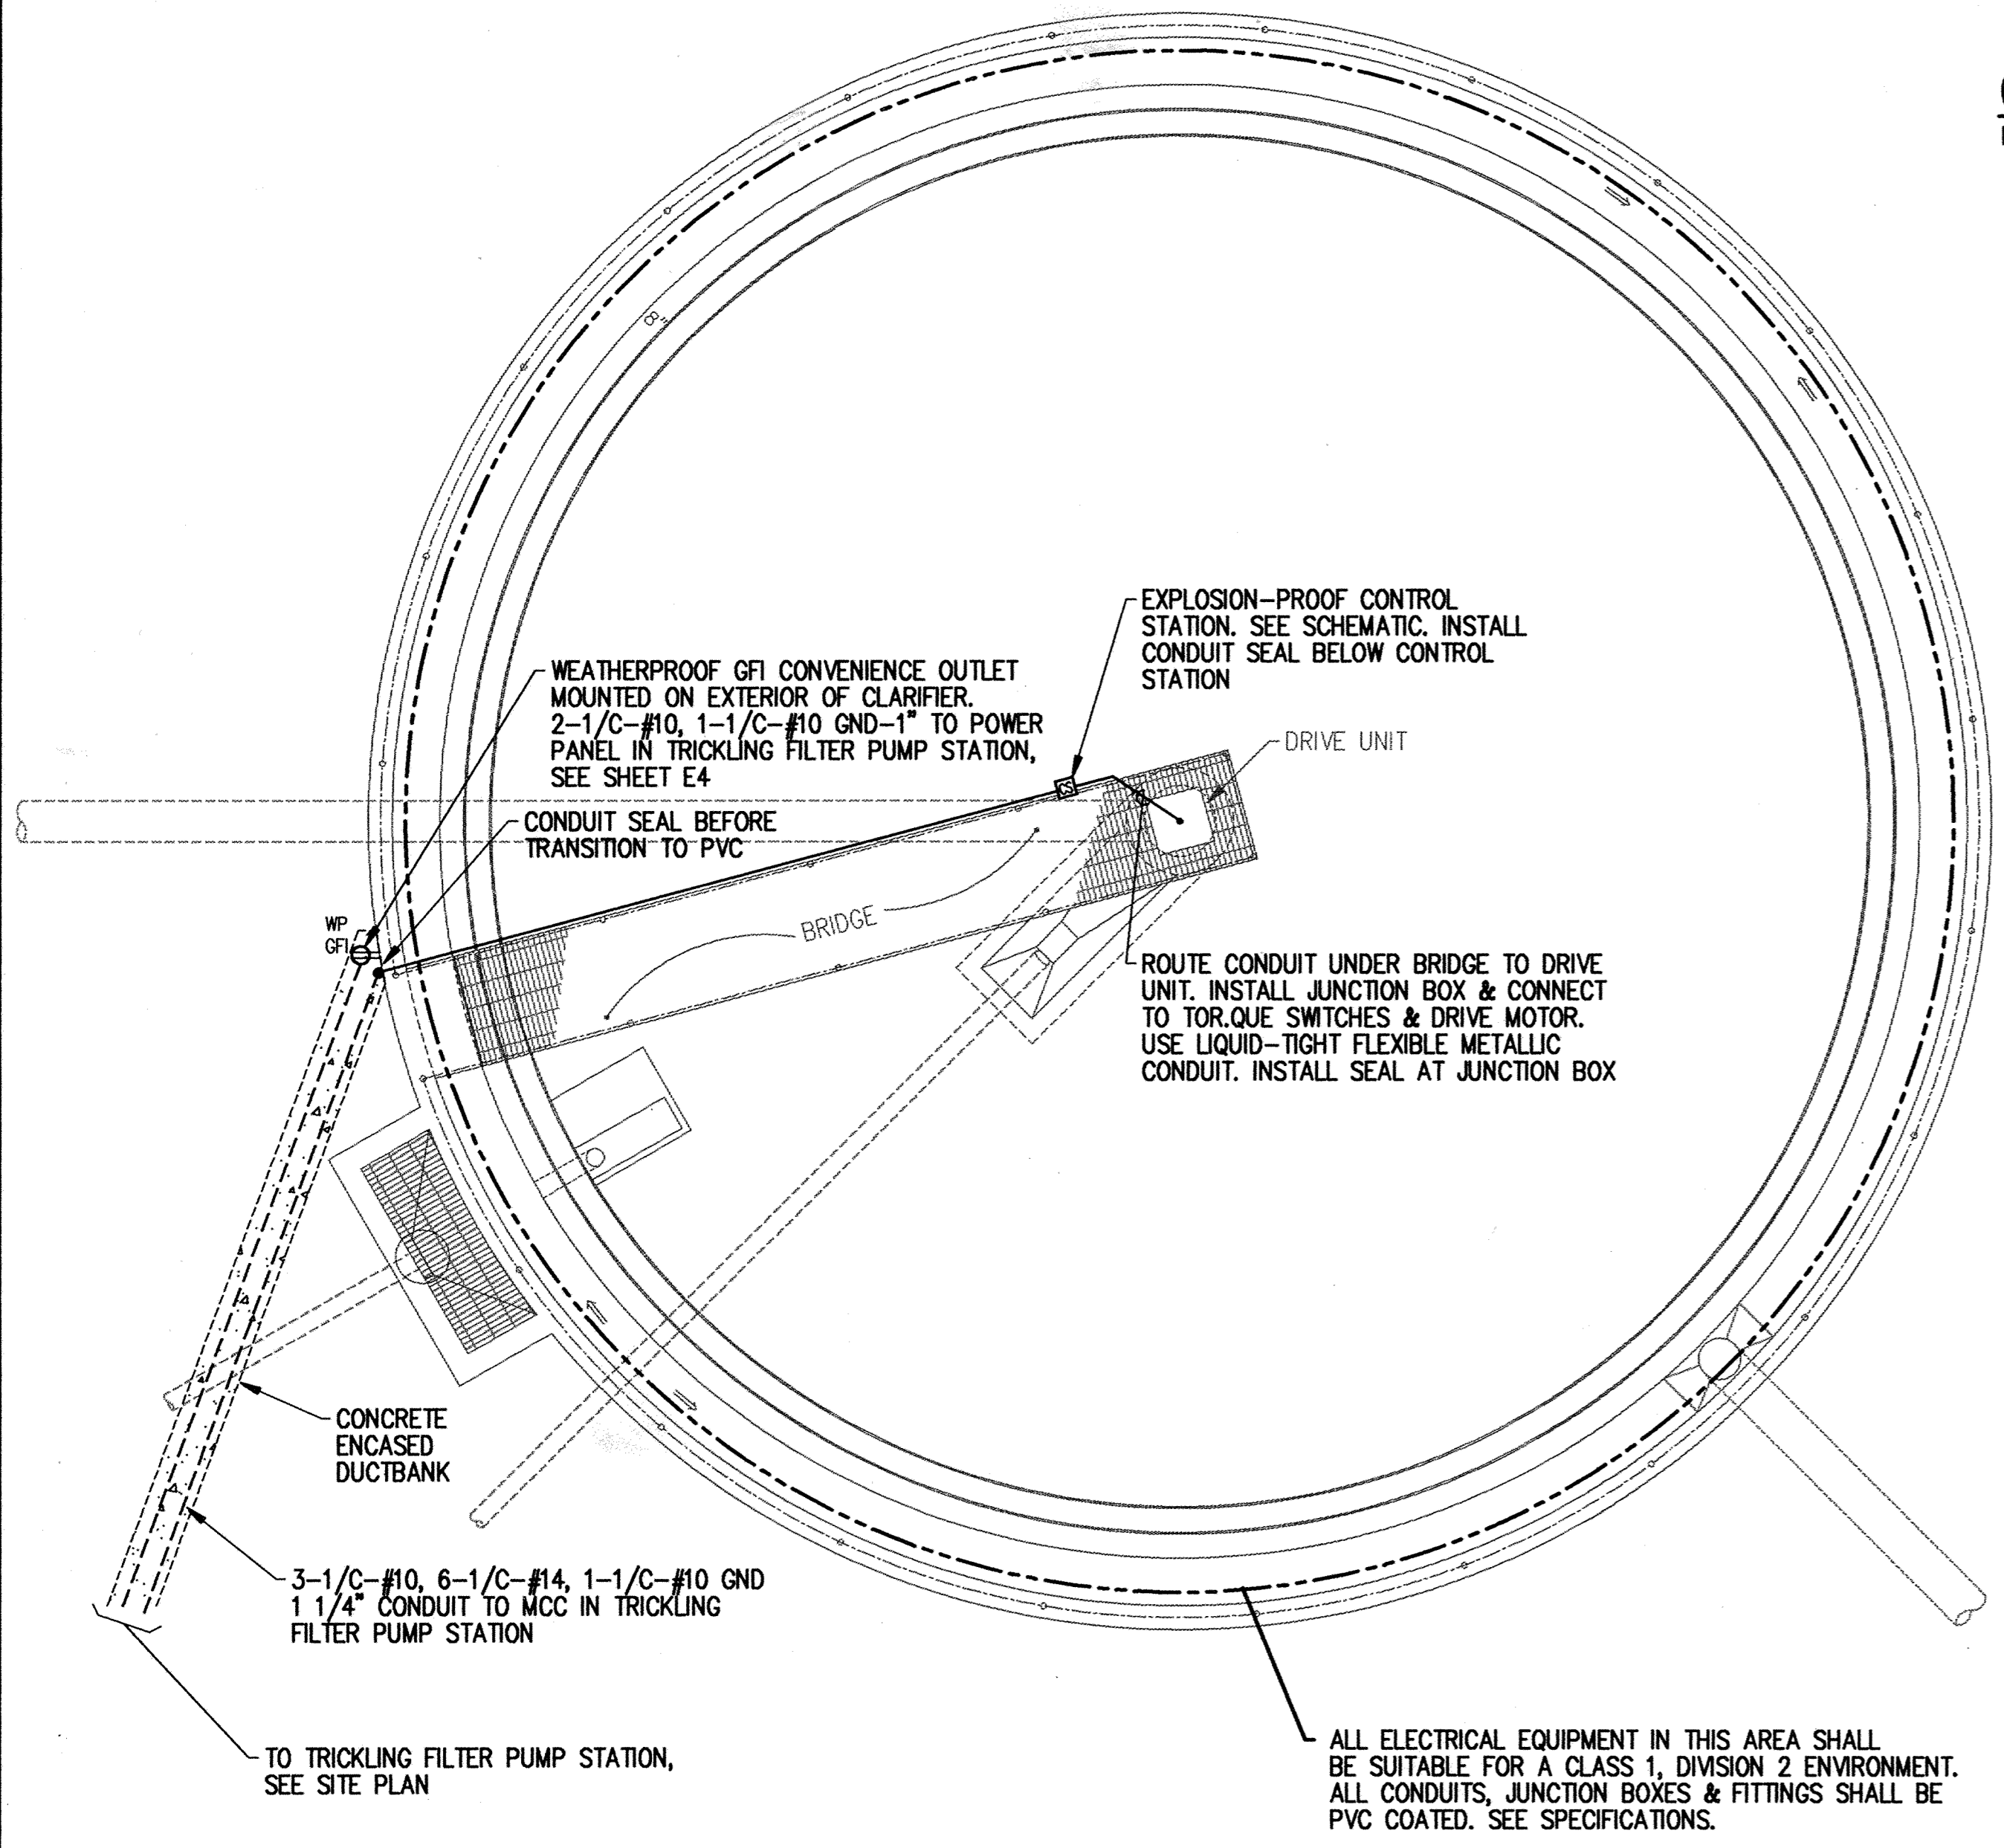 EXPLOSION-PROOF CONTROL
STATION. SEE SCHEMATIC. INSTALL
CONDUIT SEAL BELOW CONTROL
STATION
WEATHERPROOF GFI CONVENIENCE OUTLET
MOUNTED ON EXTERIOR OF CLARIFIER.
2-1/C-#10, 1-1/C-#10 GND-1" TO POWER
PANEL IN TRICKLING FILTER PUMP STATION,
SEE SHEET E4
DRIVE UNIT
CS
CONDUIT SEAL BEFORE
TRANSITION TO PVC
8"
WP
GFI
BRIDGE
ROUTE CONDUIT UNDER BRIDGE TO DRIVE
UNIT. INSTALL JUNCTION BOX & CONNECT
TO TOR.QUE SWITCHES & DRIVE MOTOR.
USE LIQUID-TIGHT FLEXIBLE METALLIC
CONDUIT. INSTALL SEAL AT JUNCTION BOX
CONCRETE
ENCASED
DUCTBANK
3-1/C-#10, 6-1/C-#14, 1-1/C-#10 GND
1 1/4" CONDUIT TO MCC IN TRICKLING
FILTER PUMP STATION
TO TRICKLING FILTER PUMP STATION,
SEE SITE PLAN
ALL ELECTRICAL EQUIPMENT IN THIS AREA SHALL
BE SUITABLE FOR A CLASS 1, DIVISION 2 ENVIRONMENT.
ALL CONDUITS, JUNCTION BOXES & FITTINGS SHALL BE
PVC COATED. SEE SPECIFICATIONS.